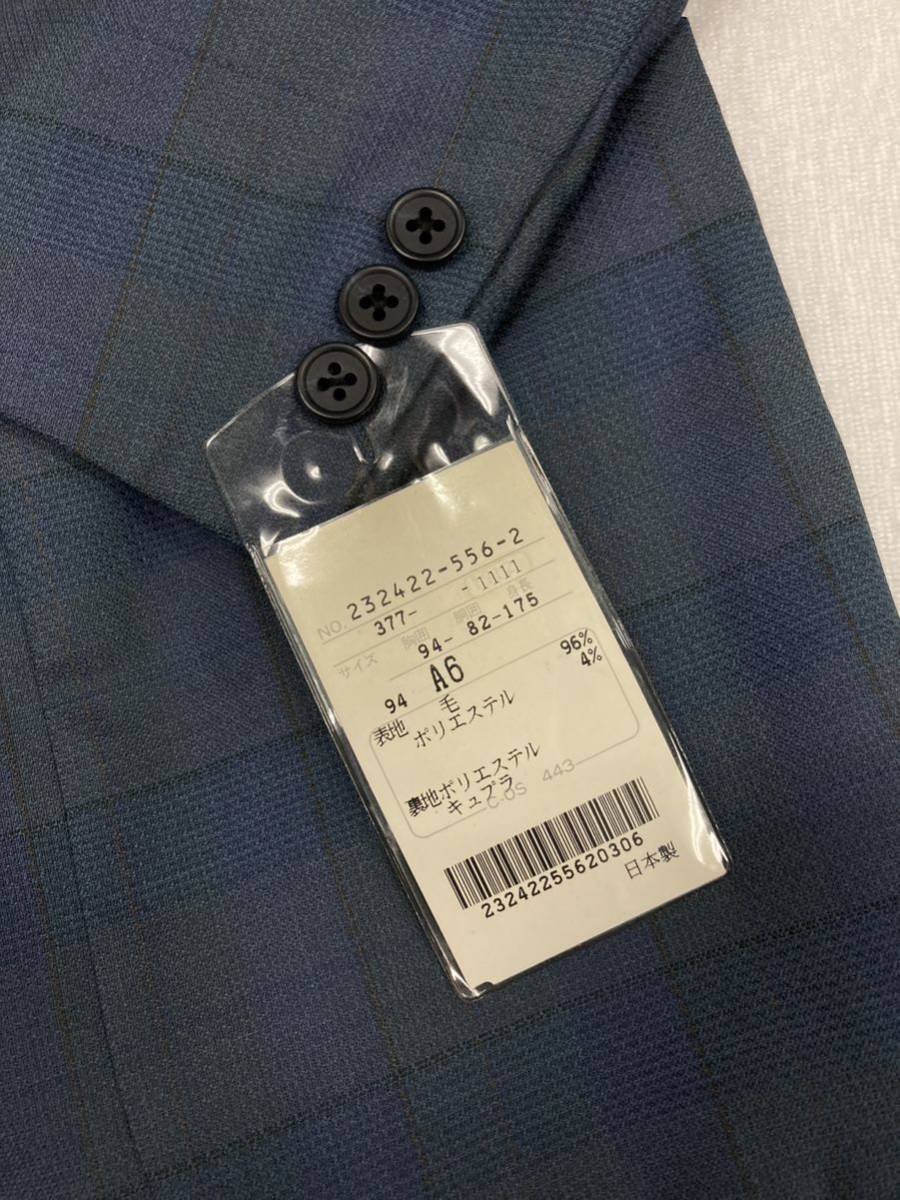 NO. 232422-556-2
377- -1111
サイズ 胸囲 胴囲 身長
94- 82-175
94 A6
表地 毛 96%
ポリエステル 4%
裏地ポリエステル
キュプラ
C-OS 443
23242255620306
日本製